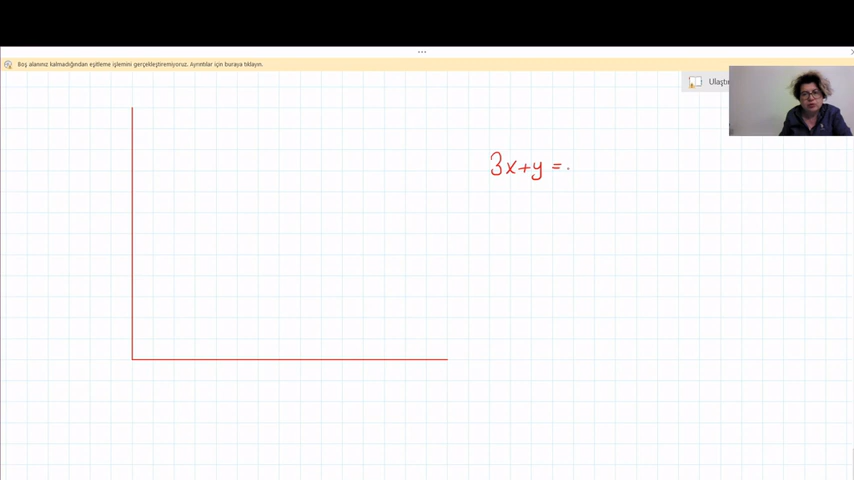 ...
Boş alanınız kalmadığından eşitleme işlemini gerçekleştiremiyoruz. Ayrıntılar için buraya tıklayın.
Ulaştı
3x+y=